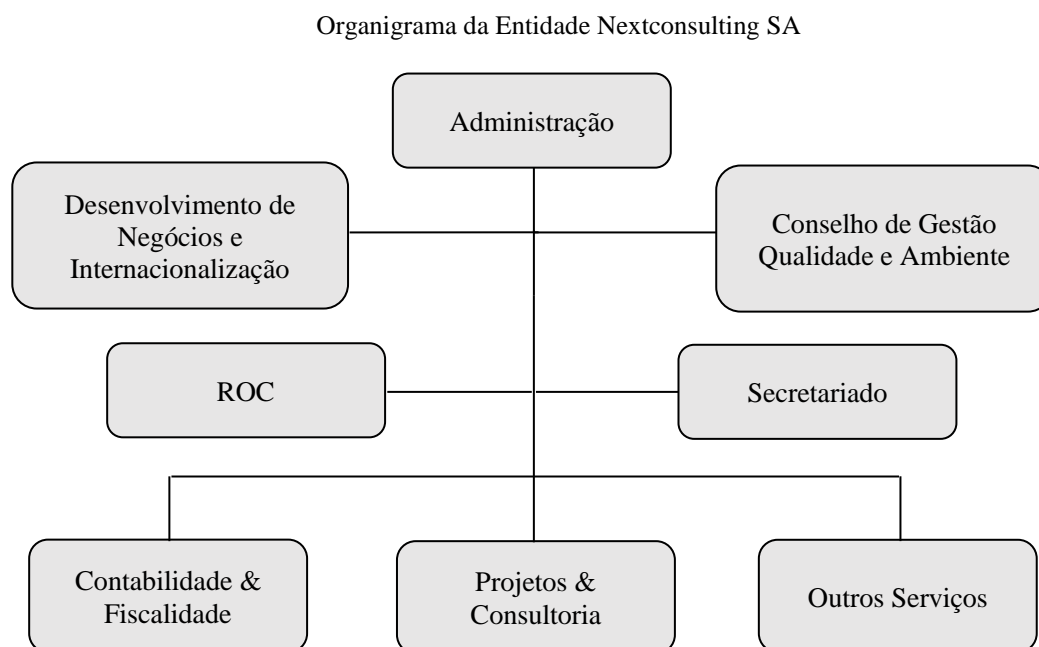 Organigrama da Entidade Nextconsulting SA
Administração
Desenvolvimento de
Negócios e
Internacionalização
Conselho de Gestão
Qualidade e Ambiente
ROC
Secretariado
Contabilidade &
Fiscalidade
Projetos &
Consultoria
Outros Serviços